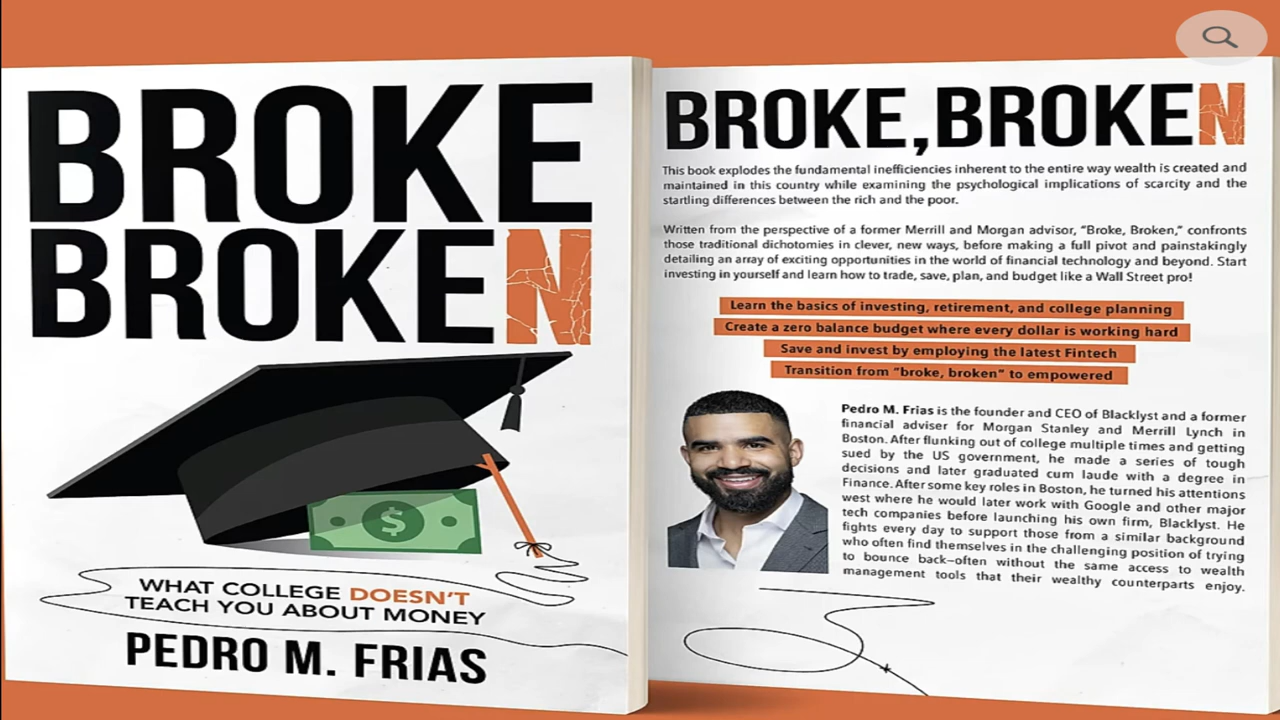 BROKE
BROKEN
WHAT COLLEGE DOESN'T
TEACH YOU ABOUT MONEY
PEDRO M. FRIAS
BROKE, BROKEN
This book explodes the fundamental inefficiencies inherent to the entire way wealth is created and
maintained in this country while examining the psychological implications of scarcity and the
startling differences between the rich and the poor.
Written from the perspective of a former Merrill and Morgan advisor, "Broke, Broken," confronts
those traditional dichotomies in clever, new ways, before making a full pivot and painstakingly
detailing an array of exciting opportunities in the world of financial technology and beyond. Start
investing in yourself and learn how to trade, save, plan, and budget like a Wall Street pro!
Learn the basics of investing, retirement, and college planning
Create a zero balance budget where every dollar is working hard
Save and invest by employing the latest Fintech
Transition from "broke, broken" to empowered
Pedro M. Frias is the founder and CEO of Blacklyst and a former
financial adviser for Morgan Stanley and Merrill Lynch in
Boston. After flunking out of college multiple times and getting
sued by the US government, he made a series of tough
decisions and later graduated cum laude with a degree in
Finance. After some key roles in Boston, he turned his attentions
west where he would later work with Google and other major
tech companies before launching his own firm, Blacklyst. He
fights every day to support those from a similar background
who often find themselves in the challenging position of trying
to bounce back—often without the same access to wealth
management tools that their wealthy counterparts enjoy.